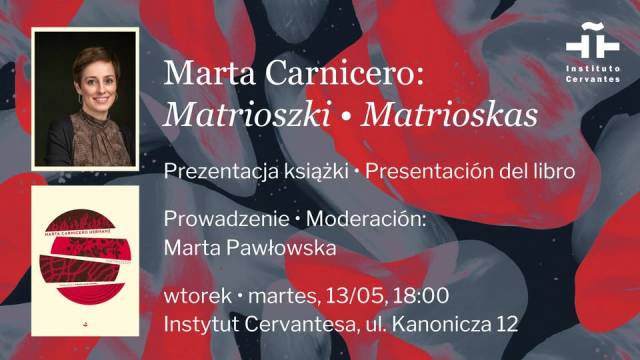 Instituto
Cervantes
Marta Carnicero:
Matrioszki • Matrioskas
Prezentacja książki • Presentación del libro
Prowadzenie • Moderación:
Marta Pawłowska
wtorek • martes, 13/05, 18:00
Instytut Cervantesa, ul. Kanonicza 12
MARTA CARNICERO HERNANZ